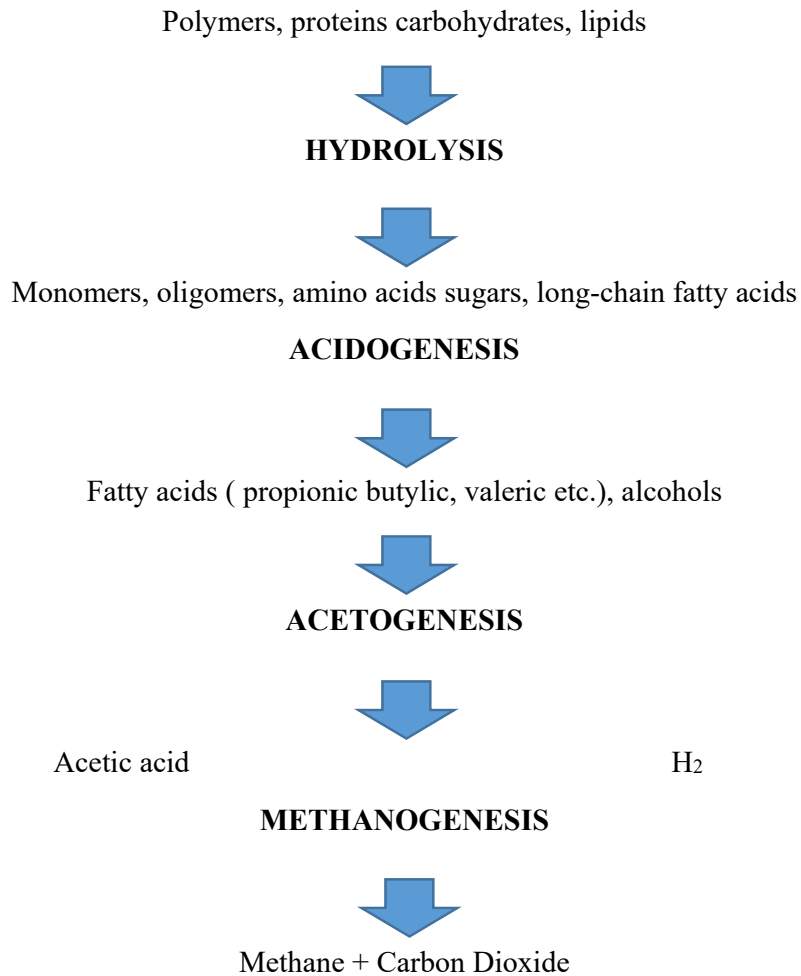 Polymers, proteins carbohydrates, lipids
HYDROLYSIS
Monomers, oligomers, amino acids sugars, long-chain fatty acids
ACIDOGENESIS
Fatty acids ( propionic butylic, valeric etc.), alcohols
ACETOGENESIS
Acetic acid H2
METHANOGENESIS
Methane + Carbon Dioxide